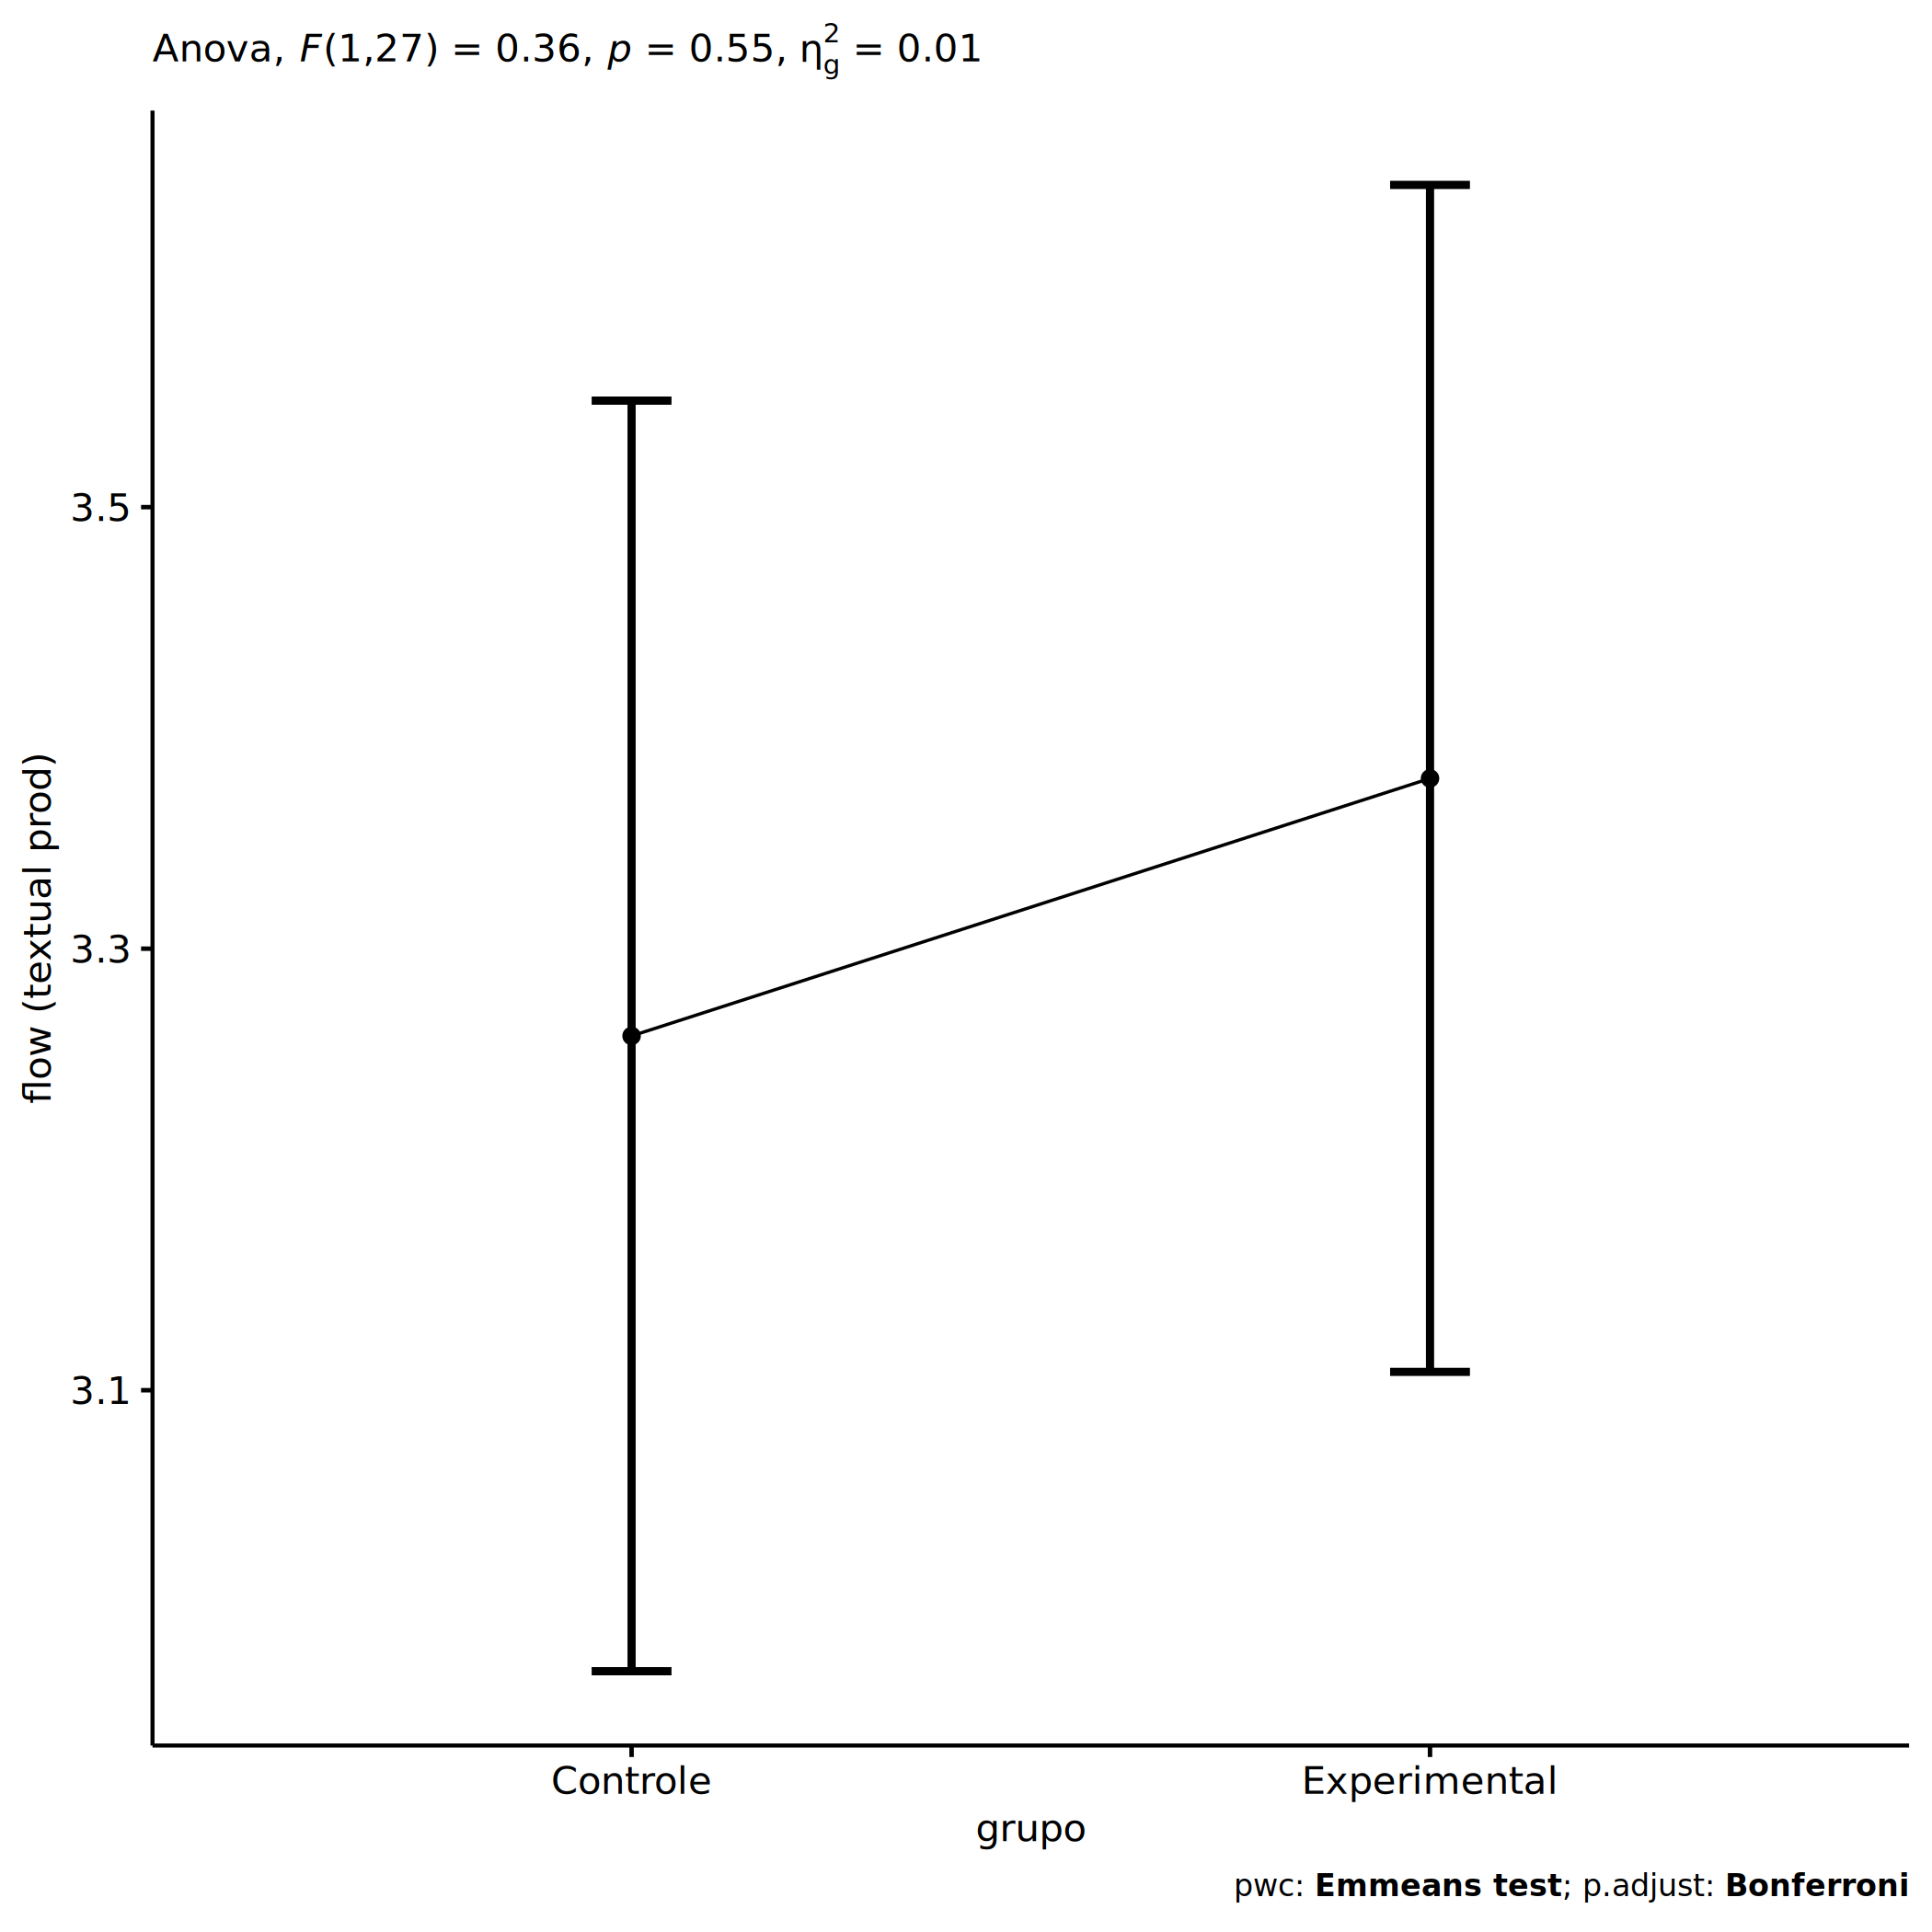 Anova, F(1,27) = 0.36, p = 0.55, η²g = 0.01
flow (textual prod)
3.5
3.3
3.1
Controle
Experimental
grupo
pwc: Emmeans test; p.adjust: Bonferroni